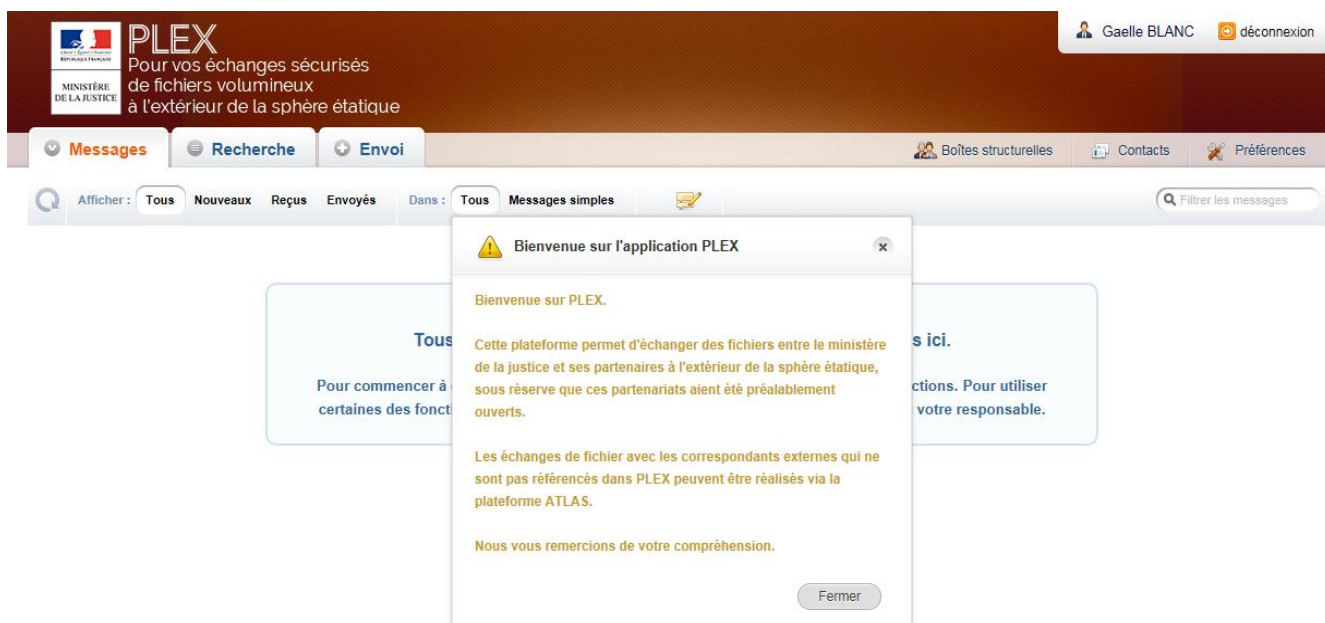 PLEX
Pour vos échanges sécurisés
de fichiers volumineux
à l'extérieur de la sphère étatique
MINISTÈRE
DE LA JUSTICE
Gaelle BLANC
déconnexion
Messages
Recherche
Envoi
Boîtes structurelles
Contacts
Préférences
Afficher : Tous Nouveaux Reçus Envoyés Dans : Tous Messages simples
Filtrer les messages
Bienvenue sur l'application PLEX
Bienvenue sur PLEX.
Cette plateforme permet d'échanger des fichiers entre le ministère
de la justice et ses partenaires à l'extérieur de la sphère étatique,
sous réserve que ces partenariats aient été préalablement
ouverts.
Les échanges de fichier avec les correspondants externes qui ne
sont pas référencés dans PLEX peuvent être réalisés via la
plateforme ATLAS.
Nous vous remercions de votre compréhension.
Fermer
Tous
s ici.
Pour commencer à
ctions. Pour utiliser
certaines des foncti
votre responsable.